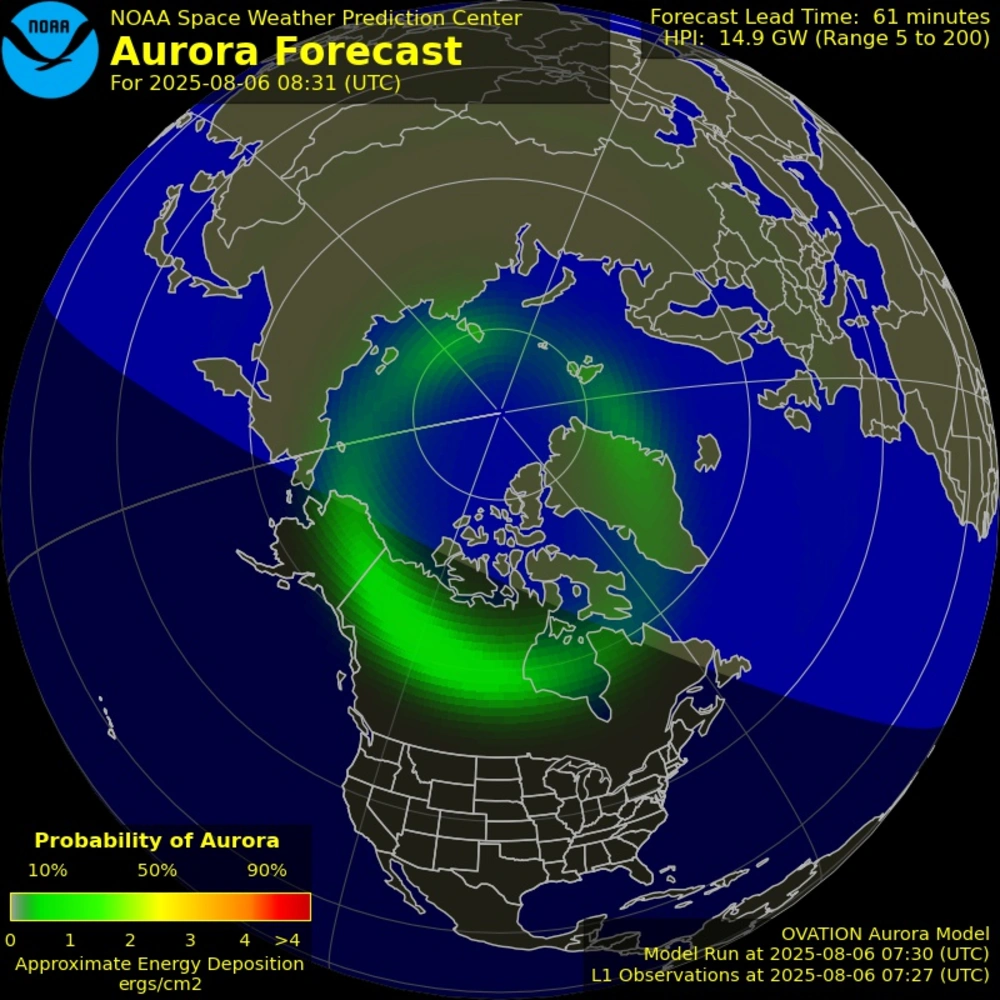 NOAA
NOAA Space Weather Prediction Center
Aurora Forecast
For 2025-08-06 08:31 (UTC)
Forecast Lead Time: 61 minutes
HPI: 14.9 GW (Range 5 to 200)
Probability of Aurora
10% 50% 90%
0 1 2 3 4 >4
Approximate Energy Deposition
ergs/cm2
OVATION Aurora Model
Model Run at 2025-08-06 07:30 (UTC)
L1 Observations at 2025-08-06 07:27 (UTC)